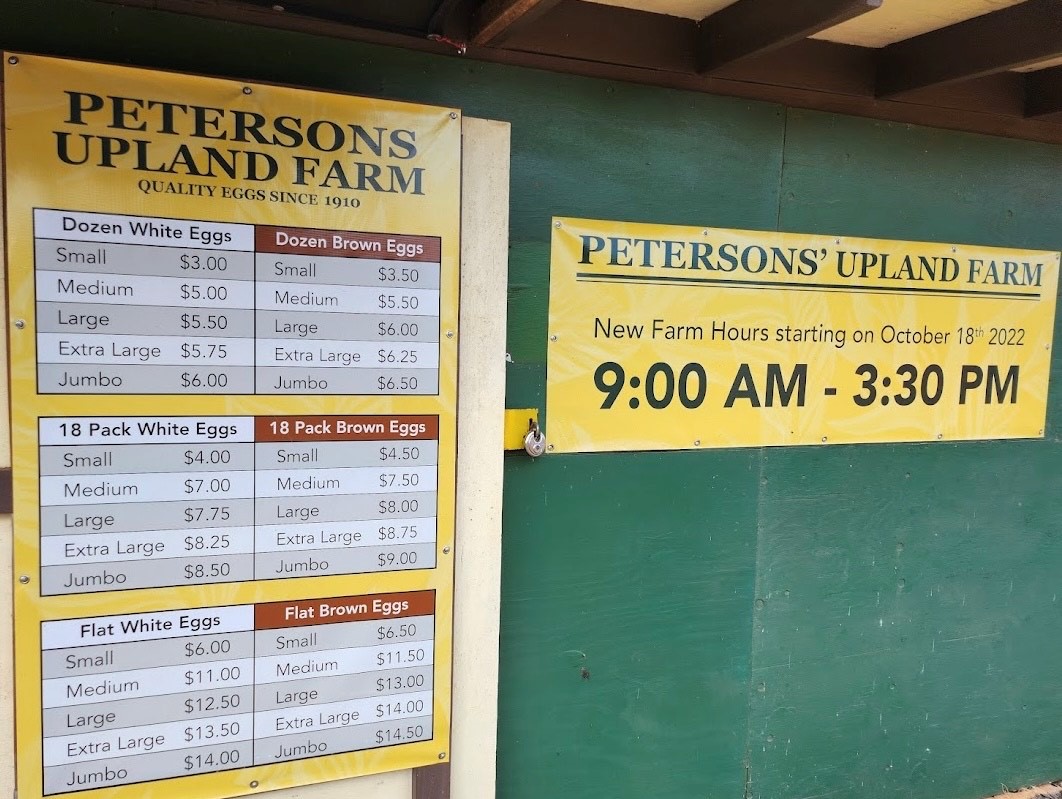 PETERSONS
UPLAND FARM
QUALITY EGGS SINCE 1910
Dozen White Eggs
Small $3.00
Medium $5.00
Large $5.50
Extra Large $5.75
Jumbo $6.00
Dozen Brown Eggs
Small $3.50
Medium $5.50
Large $6.00
Extra Large $6.25
Jumbo $6.50
18 Pack White Eggs
Small $4.00
Medium $7.00
Large $7.75
Extra Large $8.25
Jumbo $8.50
18 Pack Brown Eggs
Small $4.50
Medium $7.50
Large $8.00
Extra Large $8.75
Jumbo $9.00
Flat White Eggs
Small $6.00
Medium $11.00
Large $12.50
Extra Large $13.50
Jumbo $14.00
Flat Brown Eggs
Small $6.50
Medium $11.50
Large $13.00
Extra Large $14.00
Jumbo $14.50
PETERSONS' UPLAND FARM
New Farm Hours starting on October 18th 2022
9:00 AM - 3:30 PM